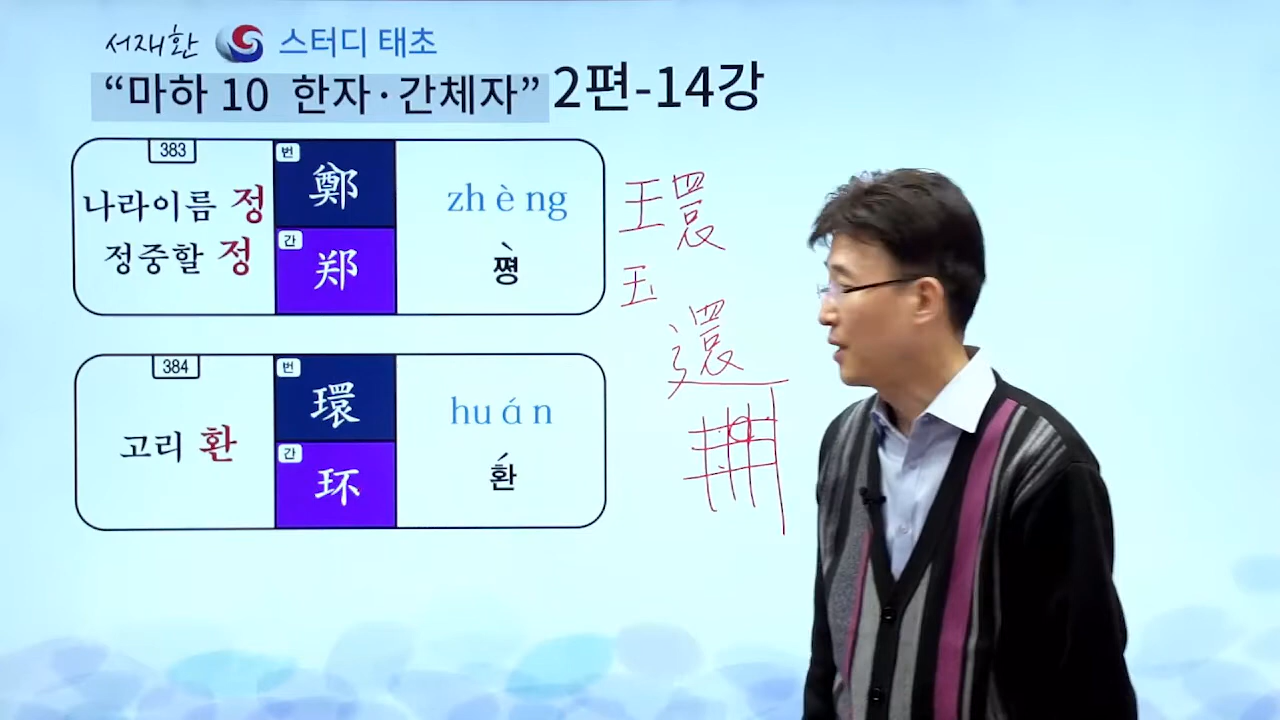 서재환 스터디 태초
“마하 10 한자·간체자” 2편-14강
383
나라이름 정
정중할 정
번
鄭
간
郑
zh è ng
쪙
384
고리 환
번
環
간
环
hu á n
환
王 睘
玉
還